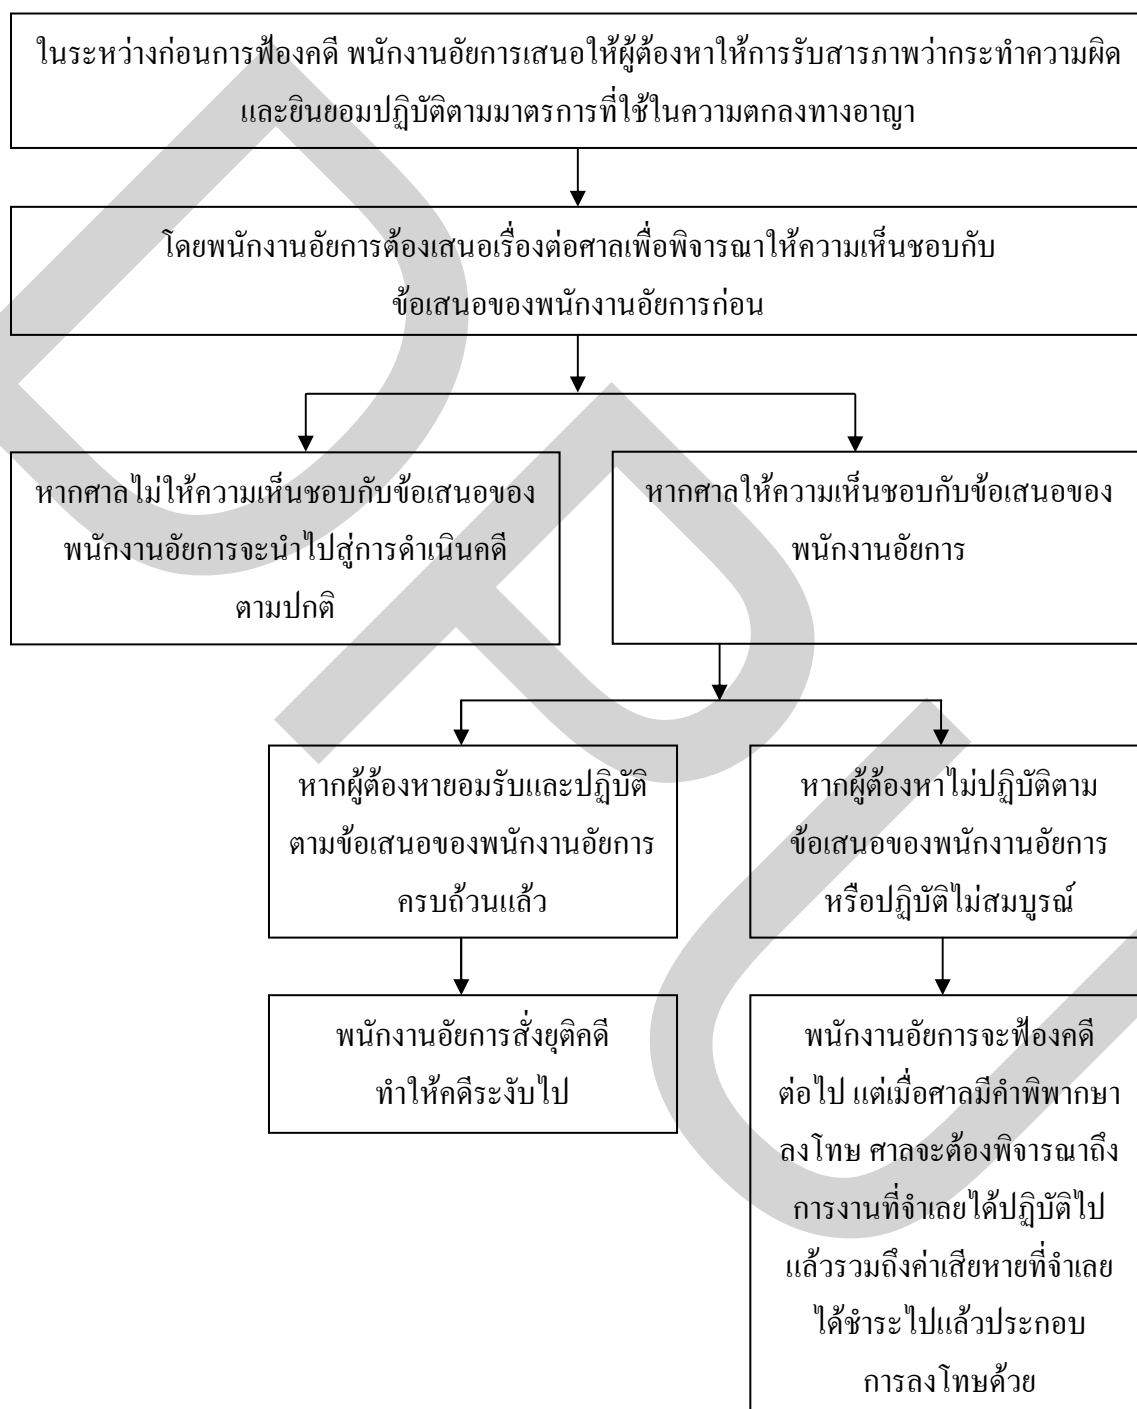 ในระหว่างก่อนการฟ้องคดี พนักงานอัยการเสนอให้ผู้ต้องหาให้การรับสารภาพว่ากระทำความผิด
และยินยอมปฏิบัติตามมาตรการที่ใช้ในความตกลงทางอาญา
โดยพนักงานอัยการต้องเสนอเรื่องต่อศาลเพื่อพิจารณาให้ความเห็นชอบกับ
ข้อเสนอของพนักงานอัยการก่อน
หากศาลไม่ให้ความเห็นชอบกับข้อเสนอของ
พนักงานอัยการจะนำไปสู่การดำเนินคดี
ตามปกติ
หากศาลให้ความเห็นชอบกับข้อเสนอของ
พนักงานอัยการ
หากผู้ต้องหายอมรับและปฏิบัติ
ตามข้อเสนอของพนักงานอัยการ
ครบถ้วนแล้ว
หากผู้ต้องหาไม่ปฏิบัติตาม
ข้อเสนอของพนักงานอัยการ
หรือปฏิบัติไม่สมบูรณ์
พนักงานอัยการสั่งยุติคดี
ทำให้คดีระงับไป
พนักงานอัยการจะฟ้องคดี
ต่อไป แต่เมื่อศาลมีคำพิพากษา
ลงโทษ ศาลจะต้องพิจารณาถึง
การงานที่จำเลยได้ปฏิบัติไป
แล้วรวมถึงค่าเสียหายที่จำเลย
ได้ชำระไปแล้วประกอบ
การลงโทษด้วย
DPU